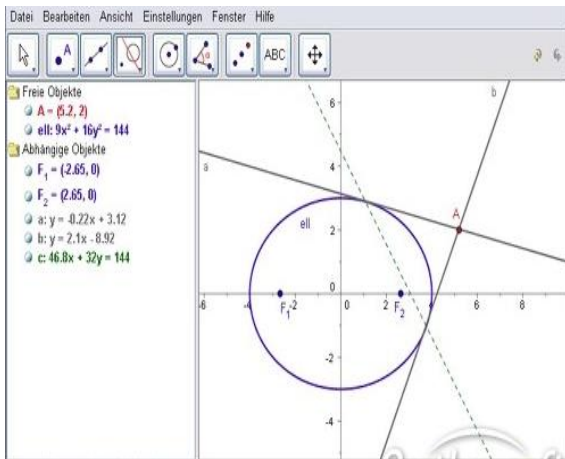 Datei Bearbeiten Ansicht Einstellungen Fenster Hilfe
A
ABC
Freie Objekte
A = (5.2, 2)
ell: 9x² + 16y² = 144
Abhängige Objekte
F₁ = (-2.65, 0)
F₂ = (2.65, 0)
a: y = -0.22x + 3.12
b: y = 2.1x - 8.92
c: 46.8x + 32y = 144
b
6
4
a
ell
A
2
0
-6 F₁ -2 0 2 F₂ 4 6 8
-2
-4